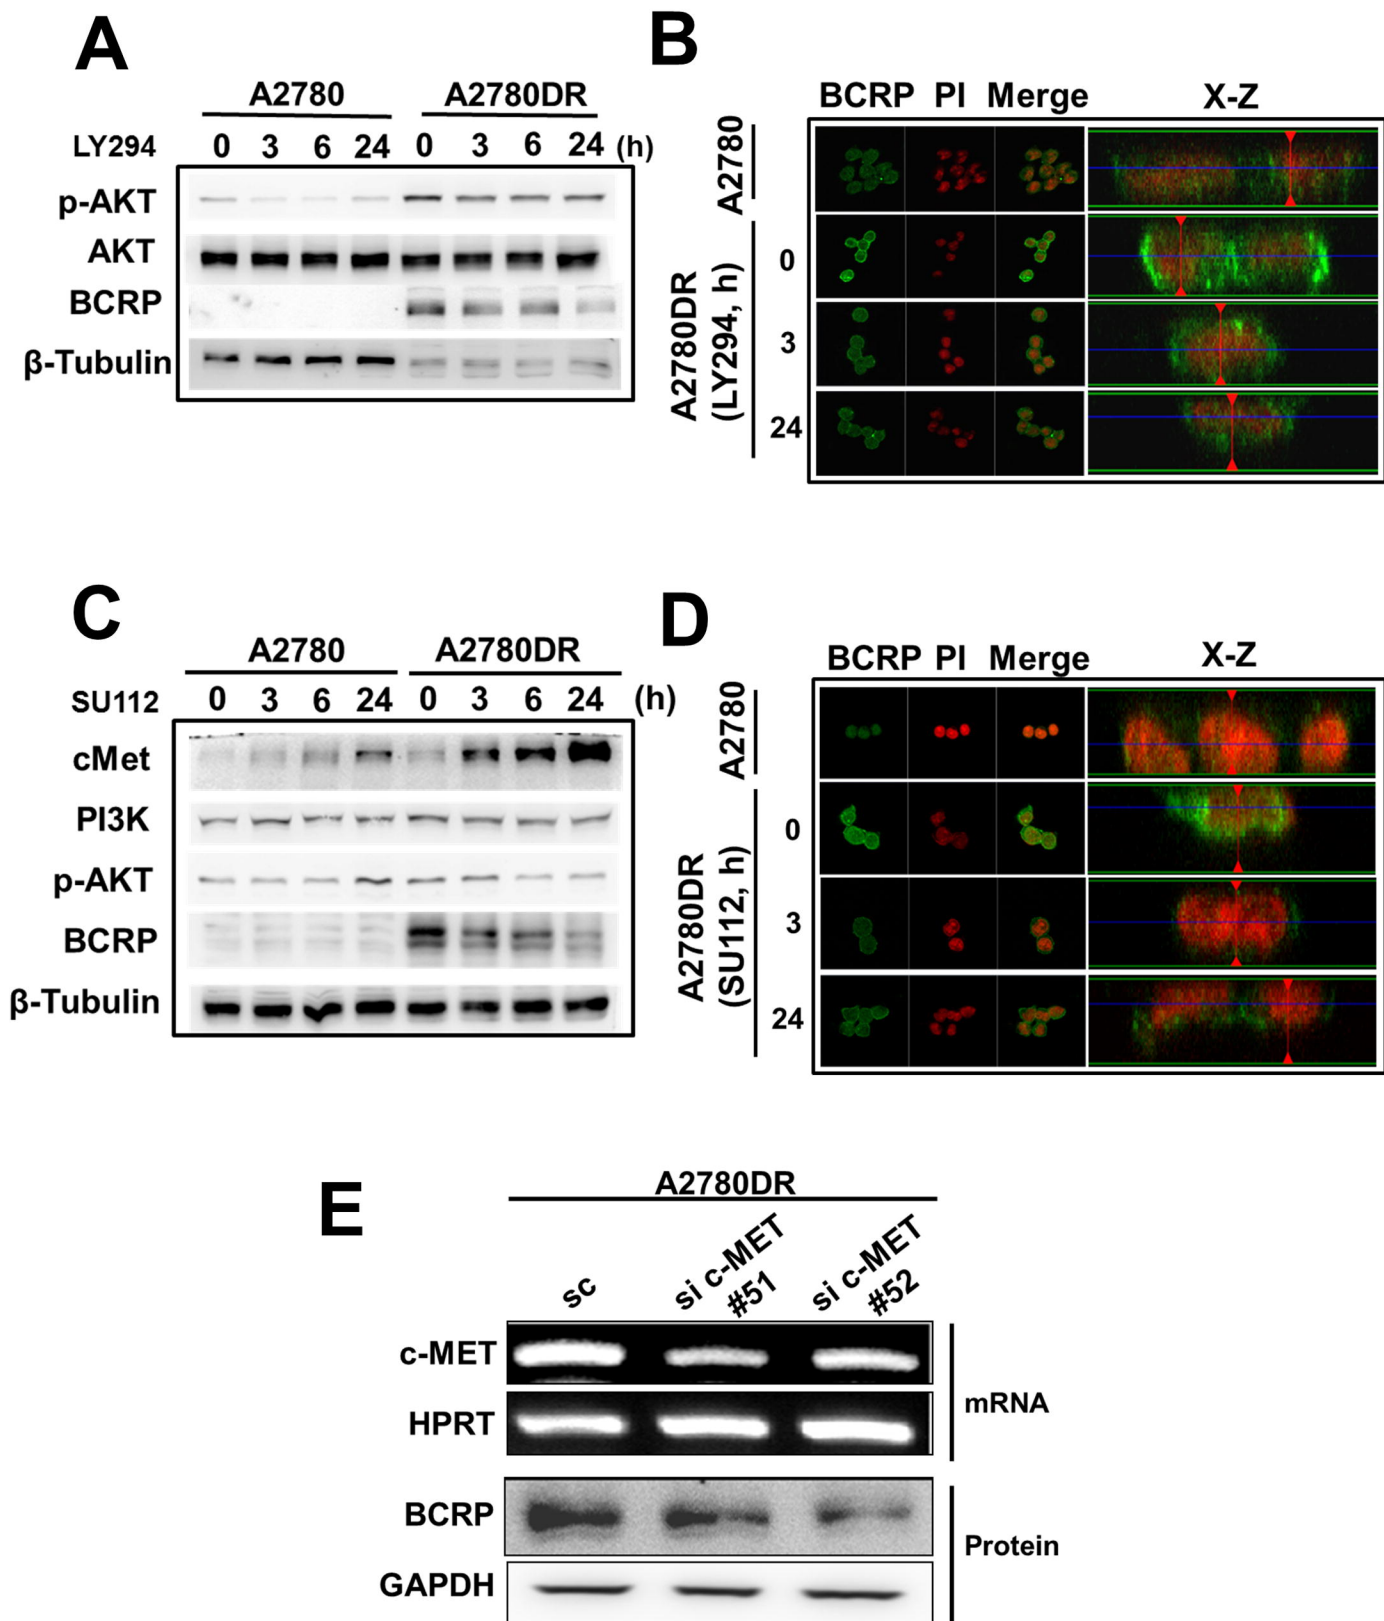 A
A2780 A2780DR
LY294 0 3 6 24 0 3 6 24 (h)
p-AKT
AKT
BCRP
β-Tubulin
B
BCRP PI Merge X-Z
A2780
A2780DR
(LY294, h)
0
3
24
C
A2780 A2780DR
SU112 0 3 6 24 0 3 6 24 (h)
cMet
PI3K
p-AKT
BCRP
β-Tubulin
D
BCRP PI Merge X-Z
A2780
A2780DR
(SU112, h)
0
3
24
E
A2780DR
sc
si c-MET
#51
si c-MET
#52
c-MET
HPRT
mRNA
BCRP
GAPDH
Protein